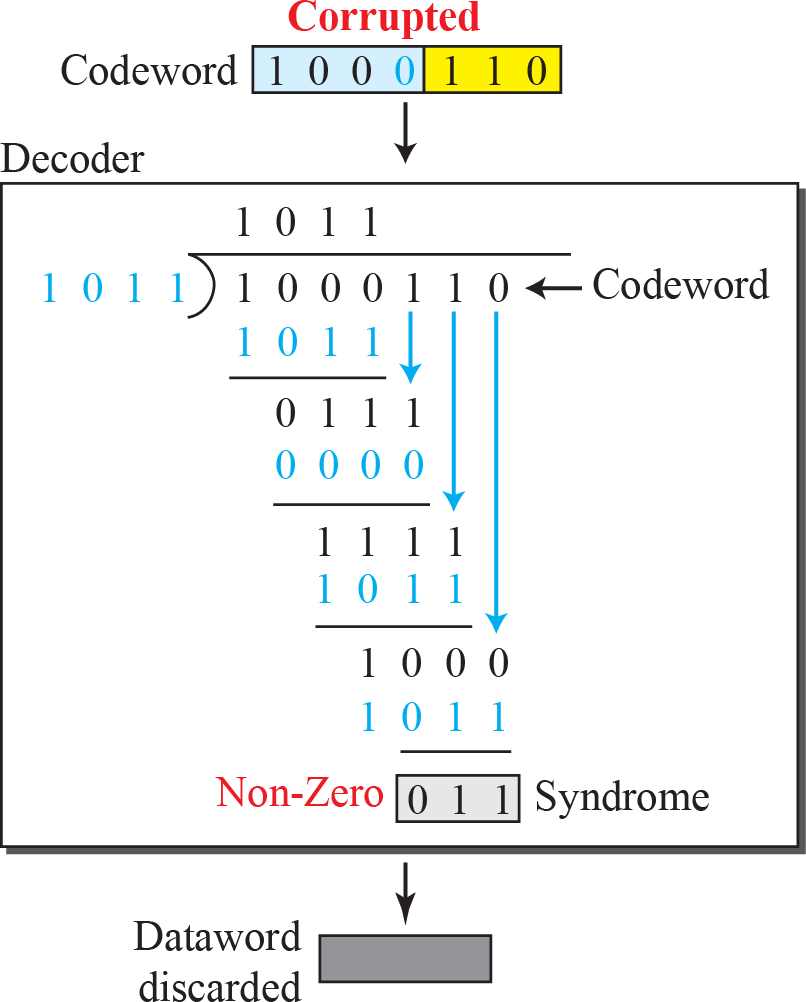 Corrupted
Codeword 1 0 0 0 1 1 0
Decoder
1 0 1 1
1 0 1 1 ) 1 0 0 0 1 1 0 Codeword
1 0 1 1
0 1 1 1
0 0 0 0
1 1 1 1
1 0 1 1
1 0 0 0
1 0 1 1
Non-Zero 0 1 1 Syndrome
Dataword
discarded